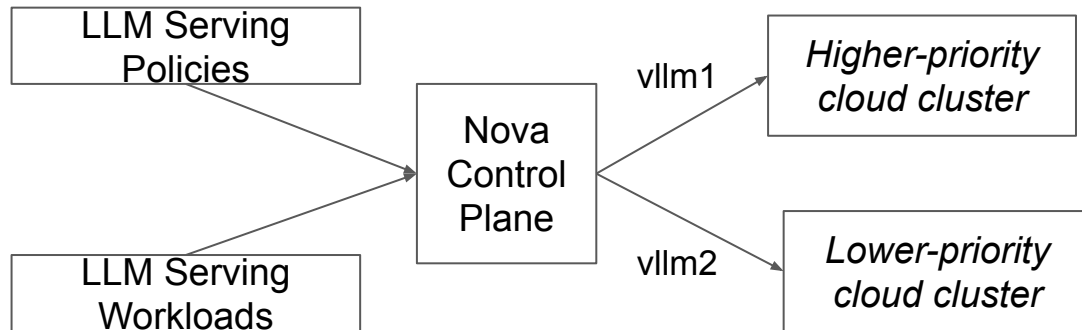 LLM Serving
Policies
LLM Serving
Workloads
Nova
Control
Plane
vllm1
vllm2
Higher-priority
cloud cluster
Lower-priority
cloud cluster